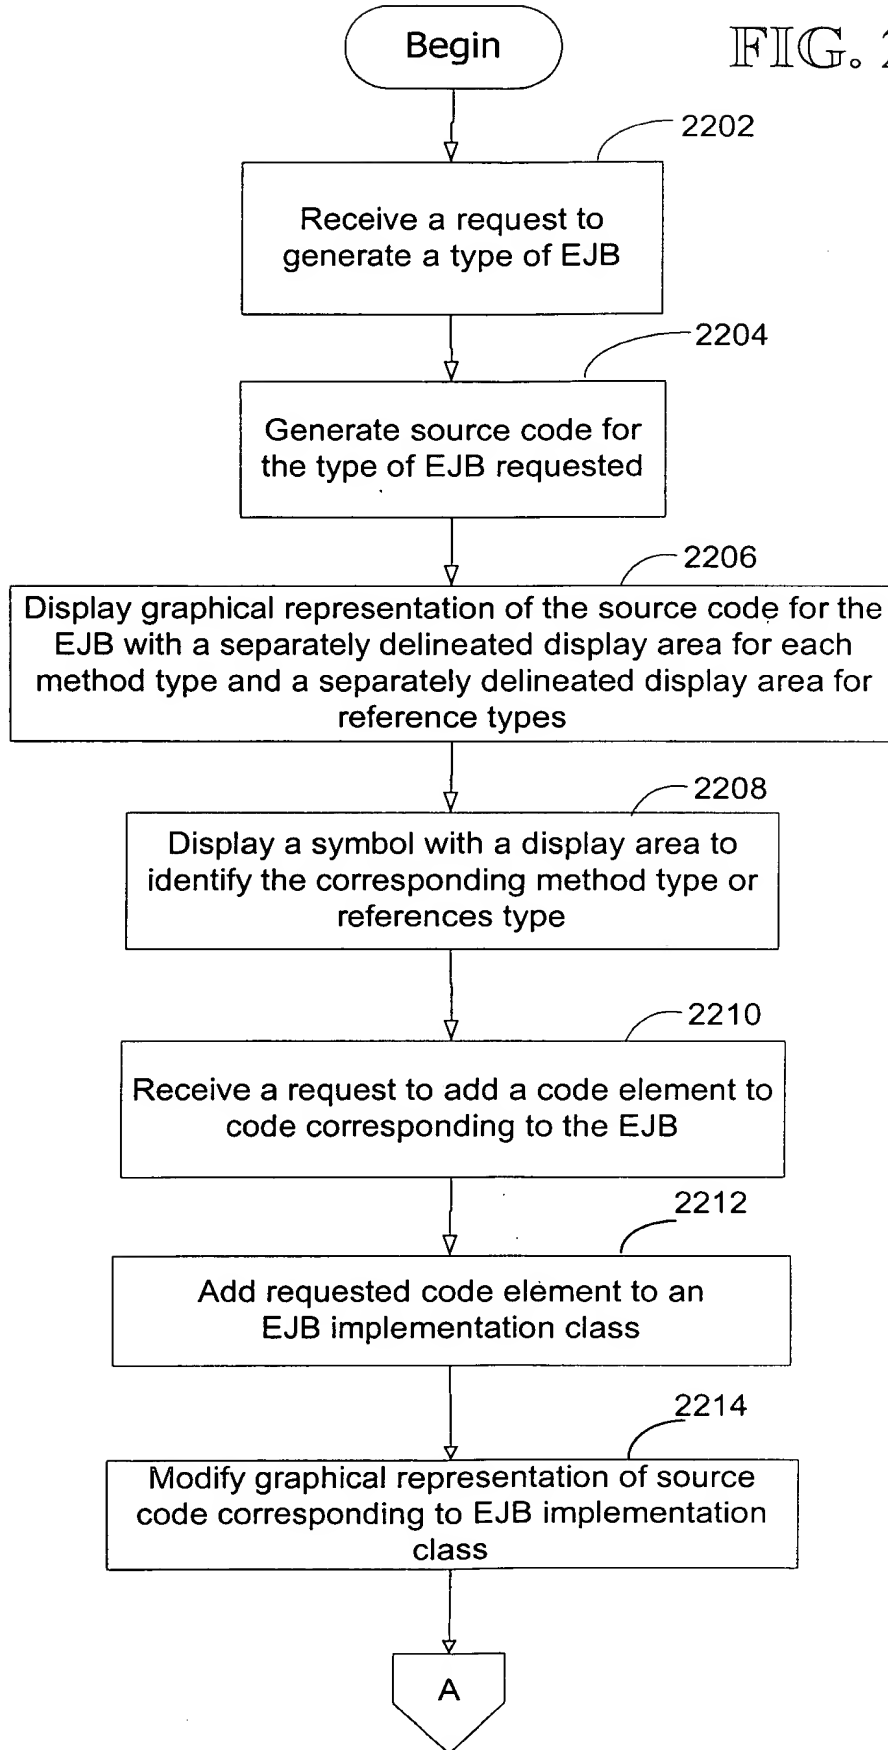 Begin
FIG. 2
2202
Receive a request to
generate a type of EJB
2204
Generate source code for
the type of EJB requested
2206
Display graphical representation of the source code for the
EJB with a separately delineated display area for each
method type and a separately delineated display area for
reference types
2208
Display a symbol with a display area to
identify the corresponding method type or
references type
2210
Receive a request to add a code element to
code corresponding to the EJB
2212
Add requested code element to an
EJB implementation class
2214
Modify graphical representation of source
code corresponding to EJB implementation
class
A